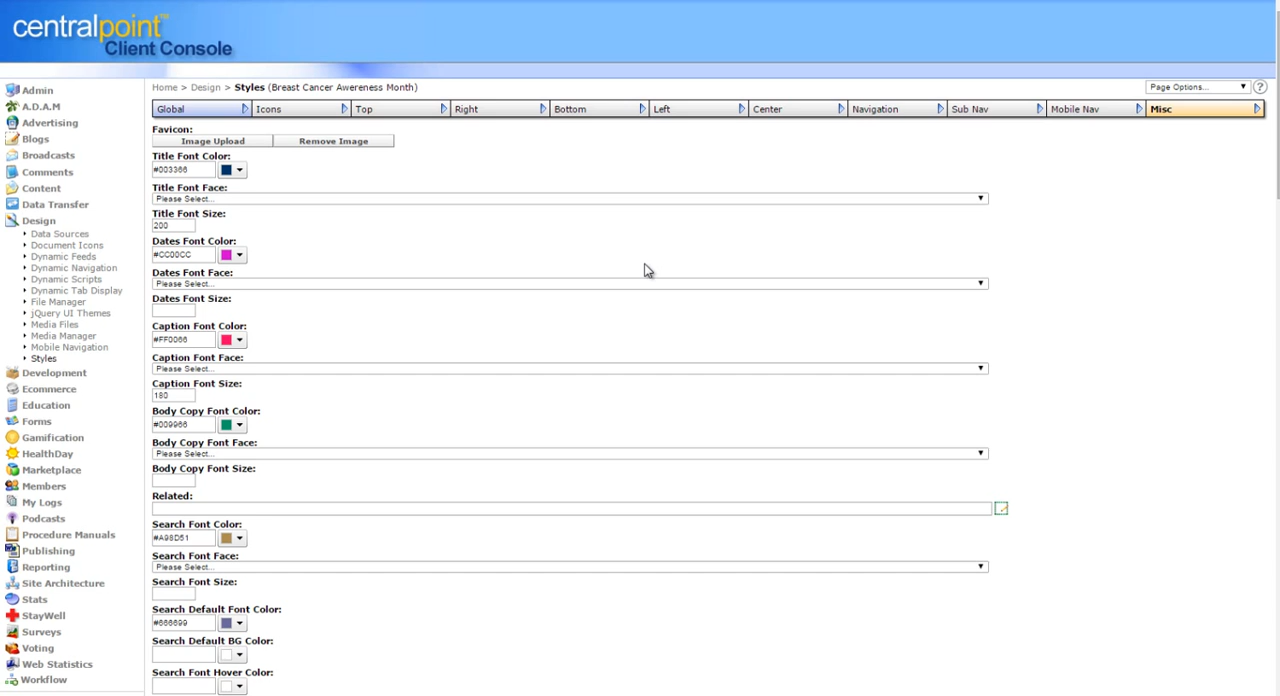 centralpoint™
Client Console
Home > Design > Styles (Breast Cancer Awereness Month)
Page Options...
Global Icons Top Right Bottom Left Center Navigation Sub Nav Mobile Nav Misc
Admin
A.D.A.M
Advertising
Blogs
Broadcasts
Comments
Content
Data Transfer
Design
Data Sources
Document Icons
Dynamic Feeds
Dynamic Navigation
Dynamic Scripts
Dynamic Tab Display
File Manager
jQuery UI Themes
Media Files
Media Manager
Mobile Navigation
Styles
Development
Ecommerce
Education
Forms
Gamification
HealthDay
Marketplace
Members
My Logs
Podcasts
Procedure Manuals
Publishing
Reporting
Site Architecture
Stats
StayWell
Surveys
Voting
Web Statistics
Workflow
Favicon:
Image Upload Remove Image
Title Font Color:
#003366
Title Font Face:
Please Select...
Title Font Size:
200
Dates Font Color:
#CC00CC
Dates Font Face:
Please Select...
Dates Font Size:
Caption Font Color:
#FF0066
Caption Font Face:
Please Select...
Caption Font Size:
180
Body Copy Font Color:
#009966
Body Copy Font Face:
Please Select...
Body Copy Font Size:
Related:
Search Font Color:
#A98D51
Search Font Face:
Please Select...
Search Font Size:
Search Default Font Color:
#666699
Search Default BG Color:
Search Font Hover Color: